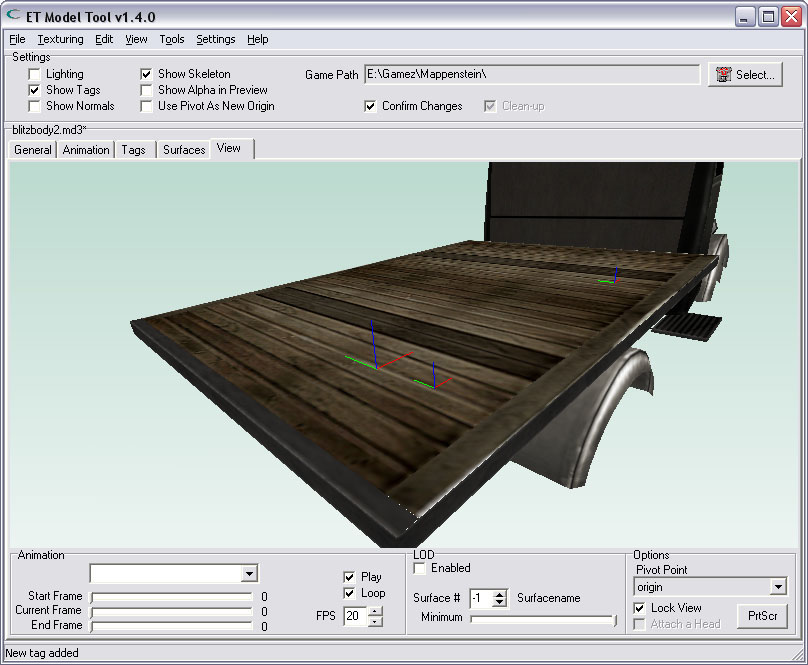 ET Model Tool v1.4.0
File Texturing Edit View Tools Settings Help
Settings
Lighting Show Skeleton Game Path E:\Gamez\Mappenstein\ Select...
Show Tags Show Alpha in Preview
Show Normals Use Pivot As New Origin Confirm Changes Clean-up
blitzbody2.md3*
General Animation Tags Surfaces View
Animation LOD Options
Enabled Pivot Point
Play origin
Loop
Start Frame 0 Surface # -1 Surfacename Lock View
Current Frame 0 FPS 20 Minimum Attach a Head PrtScr
End Frame 0
New tag added